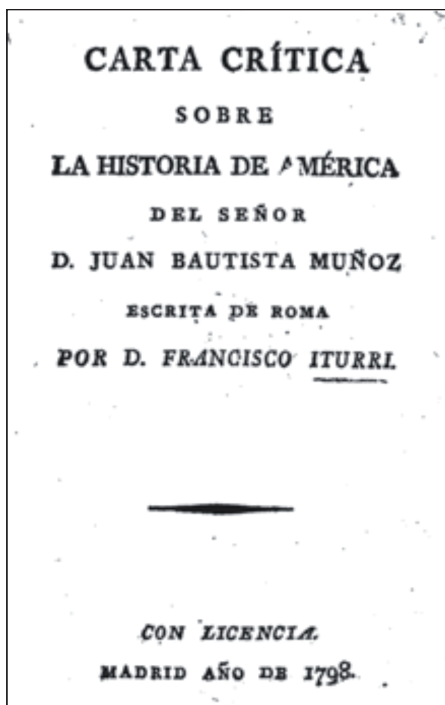 CARTA CRÍTICA
SOBRE
LA HISTORIA DE AMÉRICA
DEL SEÑOR
D. JUAN BAUTISTA MUÑOZ
ESCRITA DE ROMA
POR D. FRANCISCO ITURRI.
CON LICENCIA.
MADRID AÑO DE 1798.